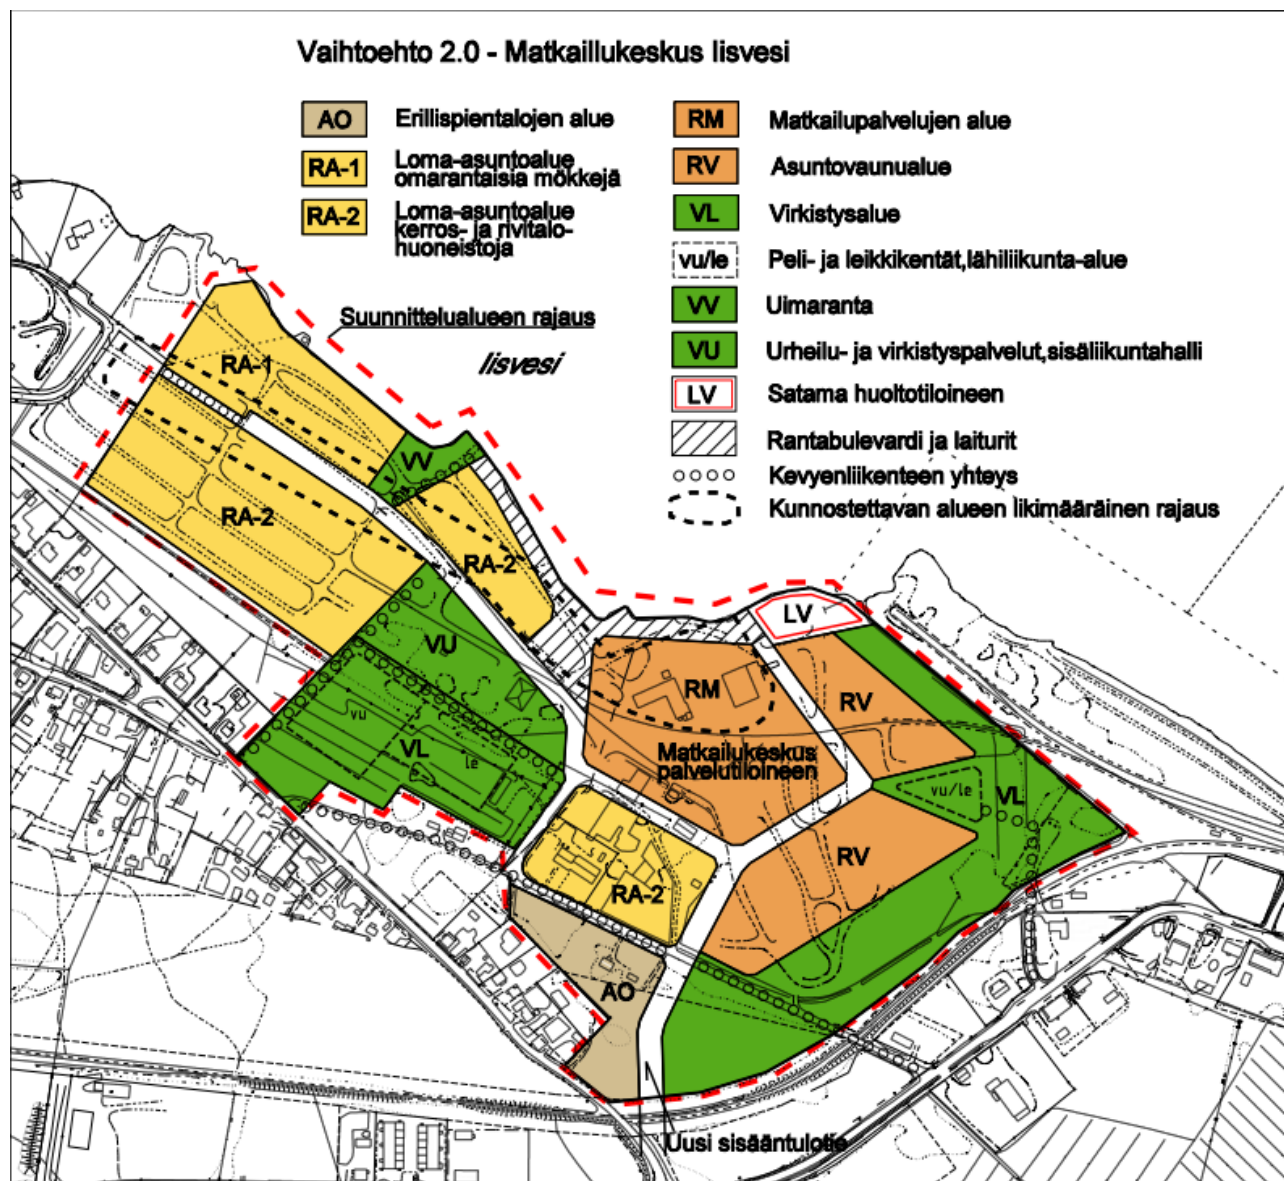 Vaihtoehto 2.0 - Matkaillukeskus Iisvesi
AO Erillispientalojen alue
RA-1 Loma-asuntoalue
omarantaisia mökkejä
RA-2 Loma-asuntoalue
kerros- ja rivitalo-
huoneistoja
RM Matkailupalvelujen alue
RV Asuntovaunualue
VL Virkistysalue
vu/le Peli- ja leikkikentät,lähiliikunta-alue
VV Uimaranta
VU Urheilu- ja virkistyspalvelut,sisäliikuntahalli
LV Satama huoltotiloineen
Rantabulevardi ja laiturit
Kevyenliikenteen yhteys
Kunnostettavan alueen likimääräinen rajaus
Suunnittelualueen rajaus
Iisvesi
RA-1
VV
RA-2
RA-2
LV
VU
RM
RV
vu
VL
le
Matkailukeskus
palvelutiloineen
vu/le
VL
RV
RA-2
AO
Uusi sisääntulotie